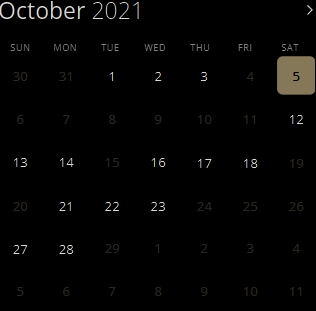 October 2021 >
SUN MON TUE WED THU FRI SAT
30 31 1 2 3 4 5
6 7 8 9 10 11 12
13 14 15 16 17 18 19
20 21 22 23 24 25 26
27 28 29 1 2 3 4
5 6 7 8 9 10 11